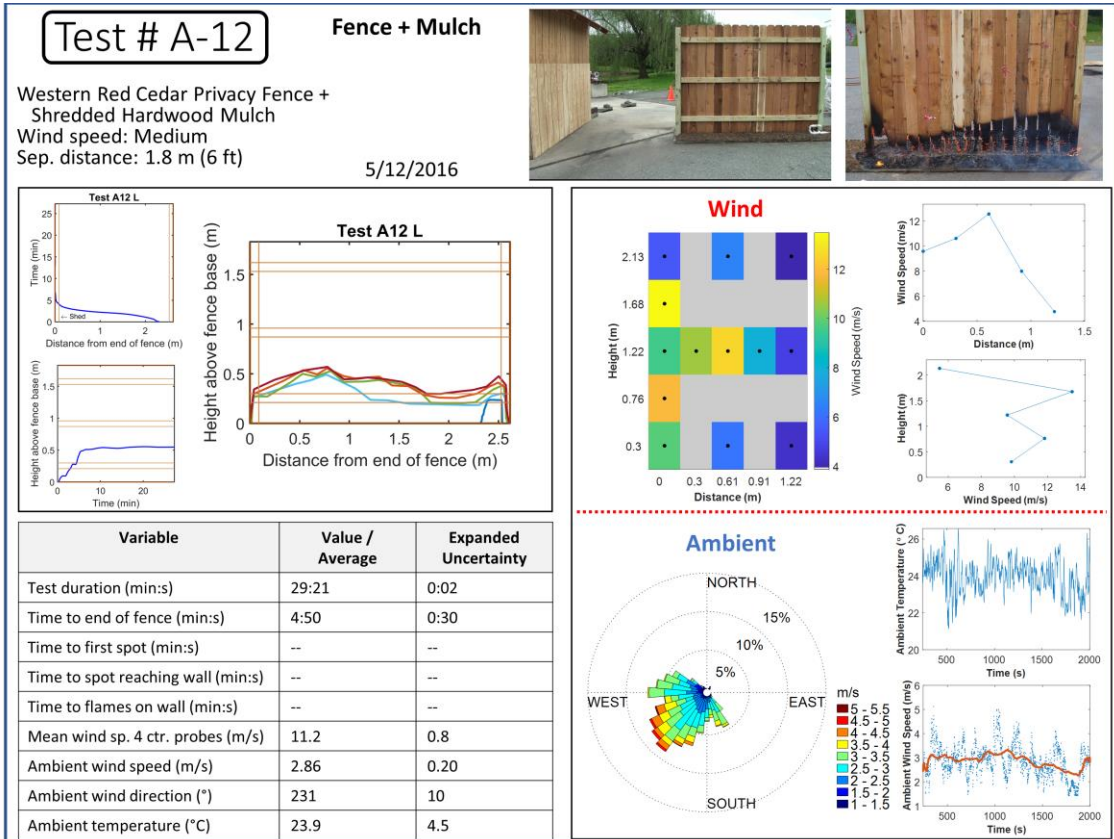 Test # A-12
Fence + Mulch
Western Red Cedar Privacy Fence +
Shredded Hardwood Mulch
Wind speed: Medium
Sep. distance: 1.8 m (6 ft)
5/12/2016
Test A12 L
25
20
15
10
5
0
Time (min)
← Shed
0 1 2
Distance from end of fence (m)
1.5
1
0.5
0
Height above fence base (m)
0 10 20
Time (min)
Test A12 L
1.5
1
0.5
0
Height above fence base (m)
0 0.5 1 1.5 2 2.5
Distance from end of fence (m)
Variable Value / Average Expanded Uncertainty
Test duration (min:s) 29:21 0:02
Time to end of fence (min:s) 4:50 0:30
Time to first spot (min:s) -- --
Time to spot reaching wall (min:s) -- --
Time to flames on wall (min:s) -- --
Mean wind sp. 4 ctr. probes (m/s) 11.2 0.8
Ambient wind speed (m/s) 2.86 0.20
Ambient wind direction (°) 231 10
Ambient temperature (°C) 23.9 4.5
Wind
2.13
1.68
1.22
0.76
0.3
Height (m)
0 0.3 0.61 0.91 1.22
Distance (m)
12
10
8
6
4
Wind Speed (m/s)
12
10
8
6
4
Wind Speed (m/s)
0 0.5 1 1.5
Distance (m)
2
1.5
1
0.5
0
Height(m)
6 8 10 12 14
Wind Speed (m/s)
Ambient
NORTH
15%
10%
5%
WEST
EAST
SOUTH
m/s
5 - 5.5
4.5 - 5
4 - 4.5
3.5 - 4
3 - 3.5
2.5 - 3
2 - 2.5
1.5 - 2
1 - 1.5
26
24
22
20
Ambient Temperature (° C)
500 1000 1500 2000
Time (s)
6
5
4
3
2
1
Ambient Wind Speed (m/s)
500 1000 1500 2000
Time (s)